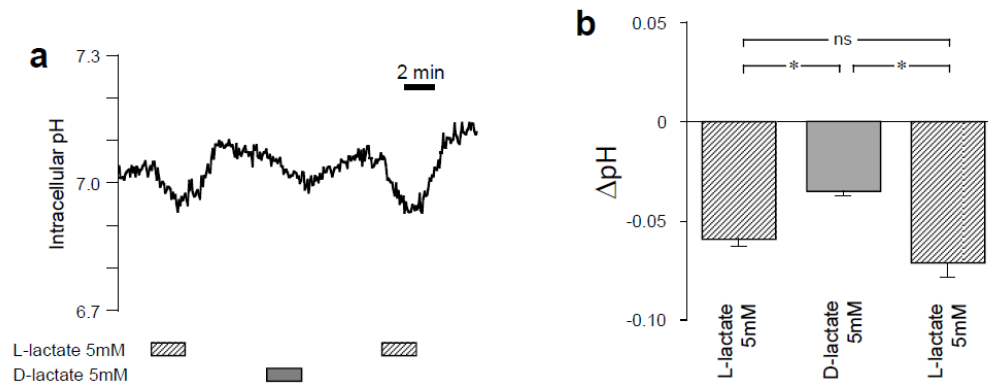 a
7.3
7.0
6.7
Intracellular pH
2 min
L-lactate 5mM
D-lactate 5mM
b
0.05
0
-0.05
-0.10
ΔpH
ns
*
*
L-lactate
5mM
D-lactate
5mM
L-lactate
5mM